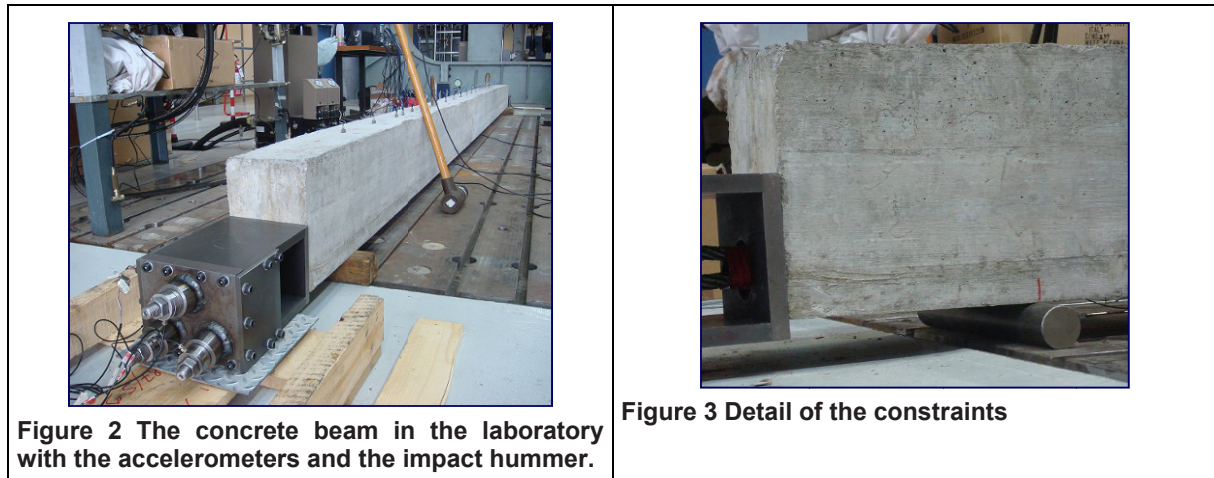 ITALY
Figure 2 The concrete beam in the laboratory
with the accelerometers and the impact hummer.
Figure 3 Detail of the constraints